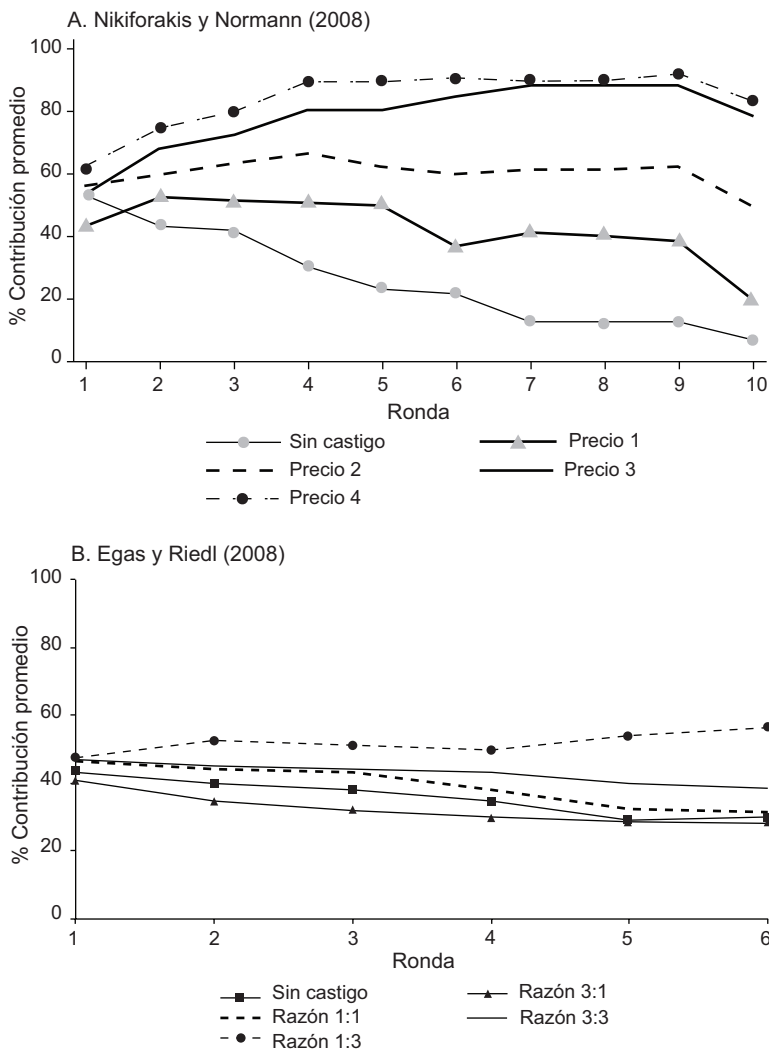 A. Nikiforakis y Normann (2008)
% Contribución promedio
100
80
60
40
20
0
1 2 3 4 5 6 7 8 9 10
Ronda
Sin castigo
Precio 1
Precio 2
Precio 3
Precio 4
B. Egas y Riedl (2008)
% Contribución promedio
100
80
60
40
20
0
1 2 3 4 5 6
Ronda
Sin castigo
Razón 3:1
Razón 1:1
Razón 3:3
Razón 1:3